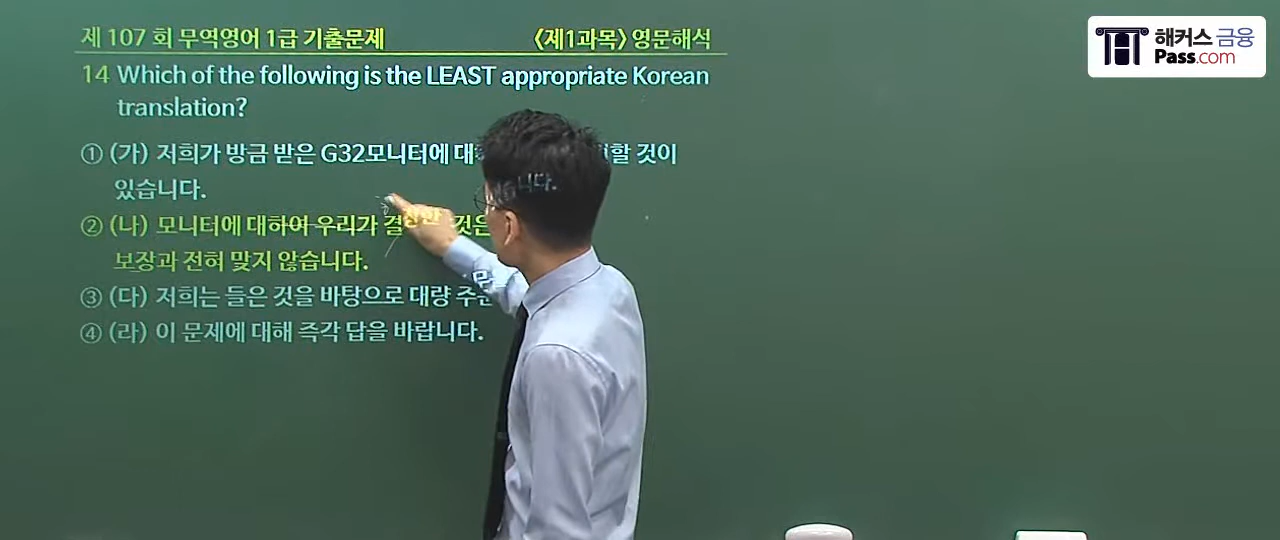 제 107 회 무역영어 1급 기출문제 〈제1과목〉 영문해석
해커스 금융
Pass.com
14 Which of the following is the LEAST appropriate Korean
translation?
① (가) 저희가 방금 받은 G32모니터에 대 할 것이
있습니다.
② (나) 모니터에 대하여 우리가 결 것은
보장과 전혀 맞지 않습니다.
③ (다) 저희는 들은 것을 바탕으로 대량 주문
④ (라) 이 문제에 대해 즉각 답을 바랍니다.